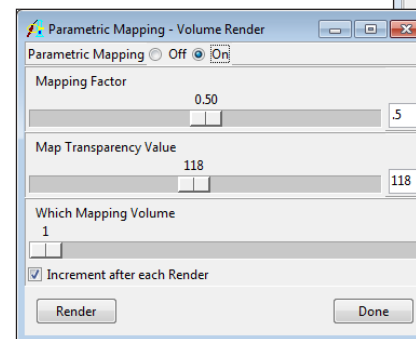 Parametric Mapping - Volume Render
Parametric Mapping Off On
Mapping Factor
0.50
.5
Map Transparency Value
118
118
Which Mapping Volume
1
Increment after each Render
Render Done